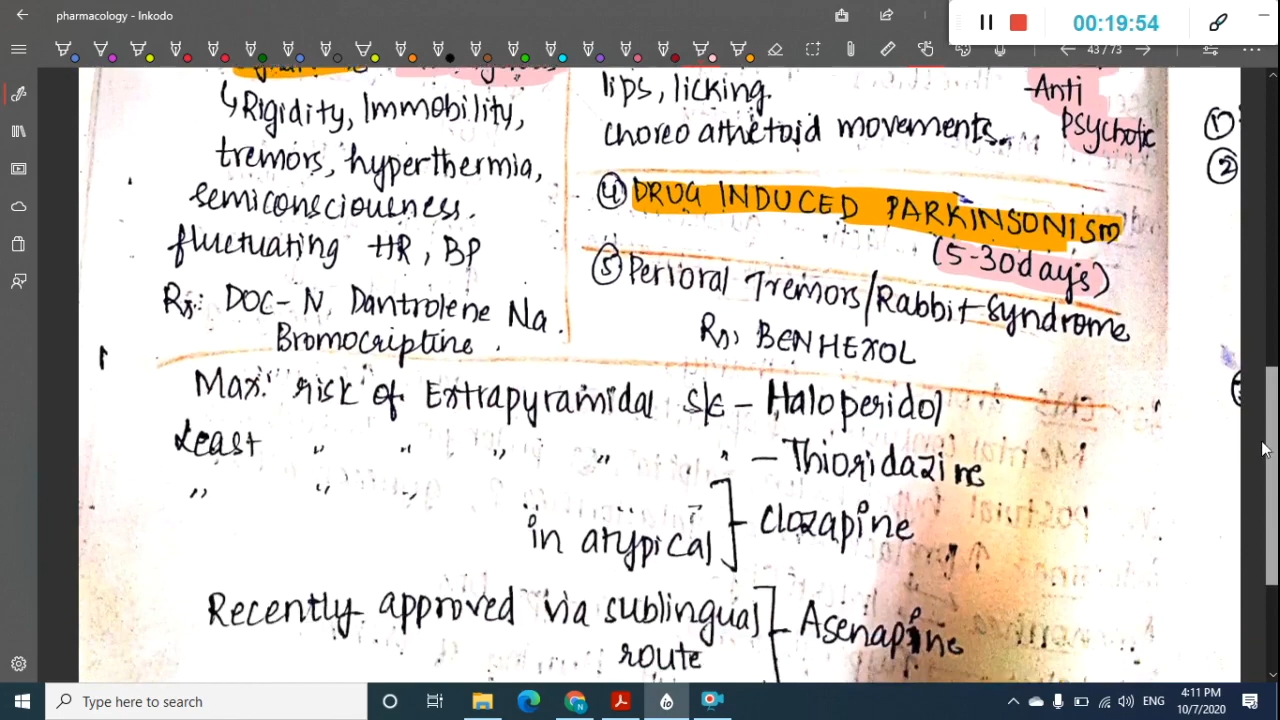 pharmacology - Inkodo
00:19:54
43 / 73
↳ Rigidity, Immobility,
tremors, hyperthermia,
semiconsciousness.
fluctuating HR, BP
Rx: DOC - N. Dantrolene Na.
Bromocriptine.
lips, licking.
choreo athetoid movements.
-Anti
Psychotic
④ DRUG INDUCED PARKINSONISM
(5-30 days)
⑤ Perioral Tremors/Rabbit Syndrome
Rx, BENHEXOL
Max. risk of Extrapyramidal s/e - Haloperidol
Least " " " " " - Thioridazine
" " "
in atypical ] - Clozapine
Recently approved via sublingual
route ] - Asenapine
①
②
Type here to search
ENG
4:11 PM
10/7/2020